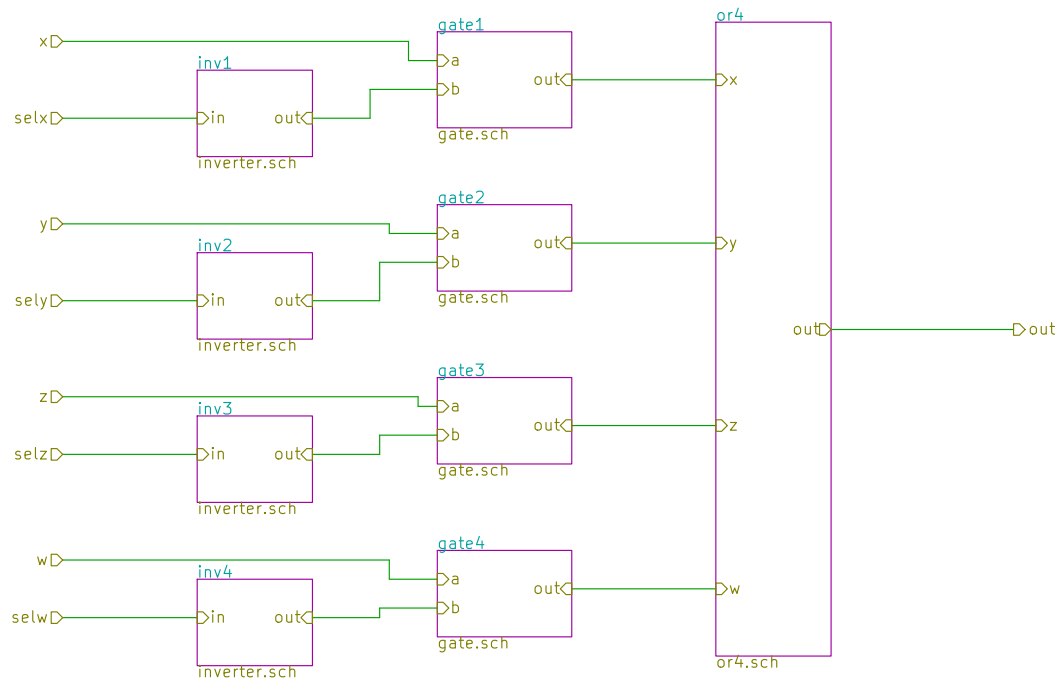 or4
gate1
x
a
inv1
out
x
b
selx
in
out
gate.sch
inverter.sch
gate2
y
a
inv2
out
y
b
sely
in
out
gate.sch
out
out
inverter.sch
gate3
z
a
inv3
out
z
b
selz
in
out
gate.sch
inverter.sch
gate4
w
a
inv4
out
w
b
selw
in
out
gate.sch
or4.sch
inverter.sch